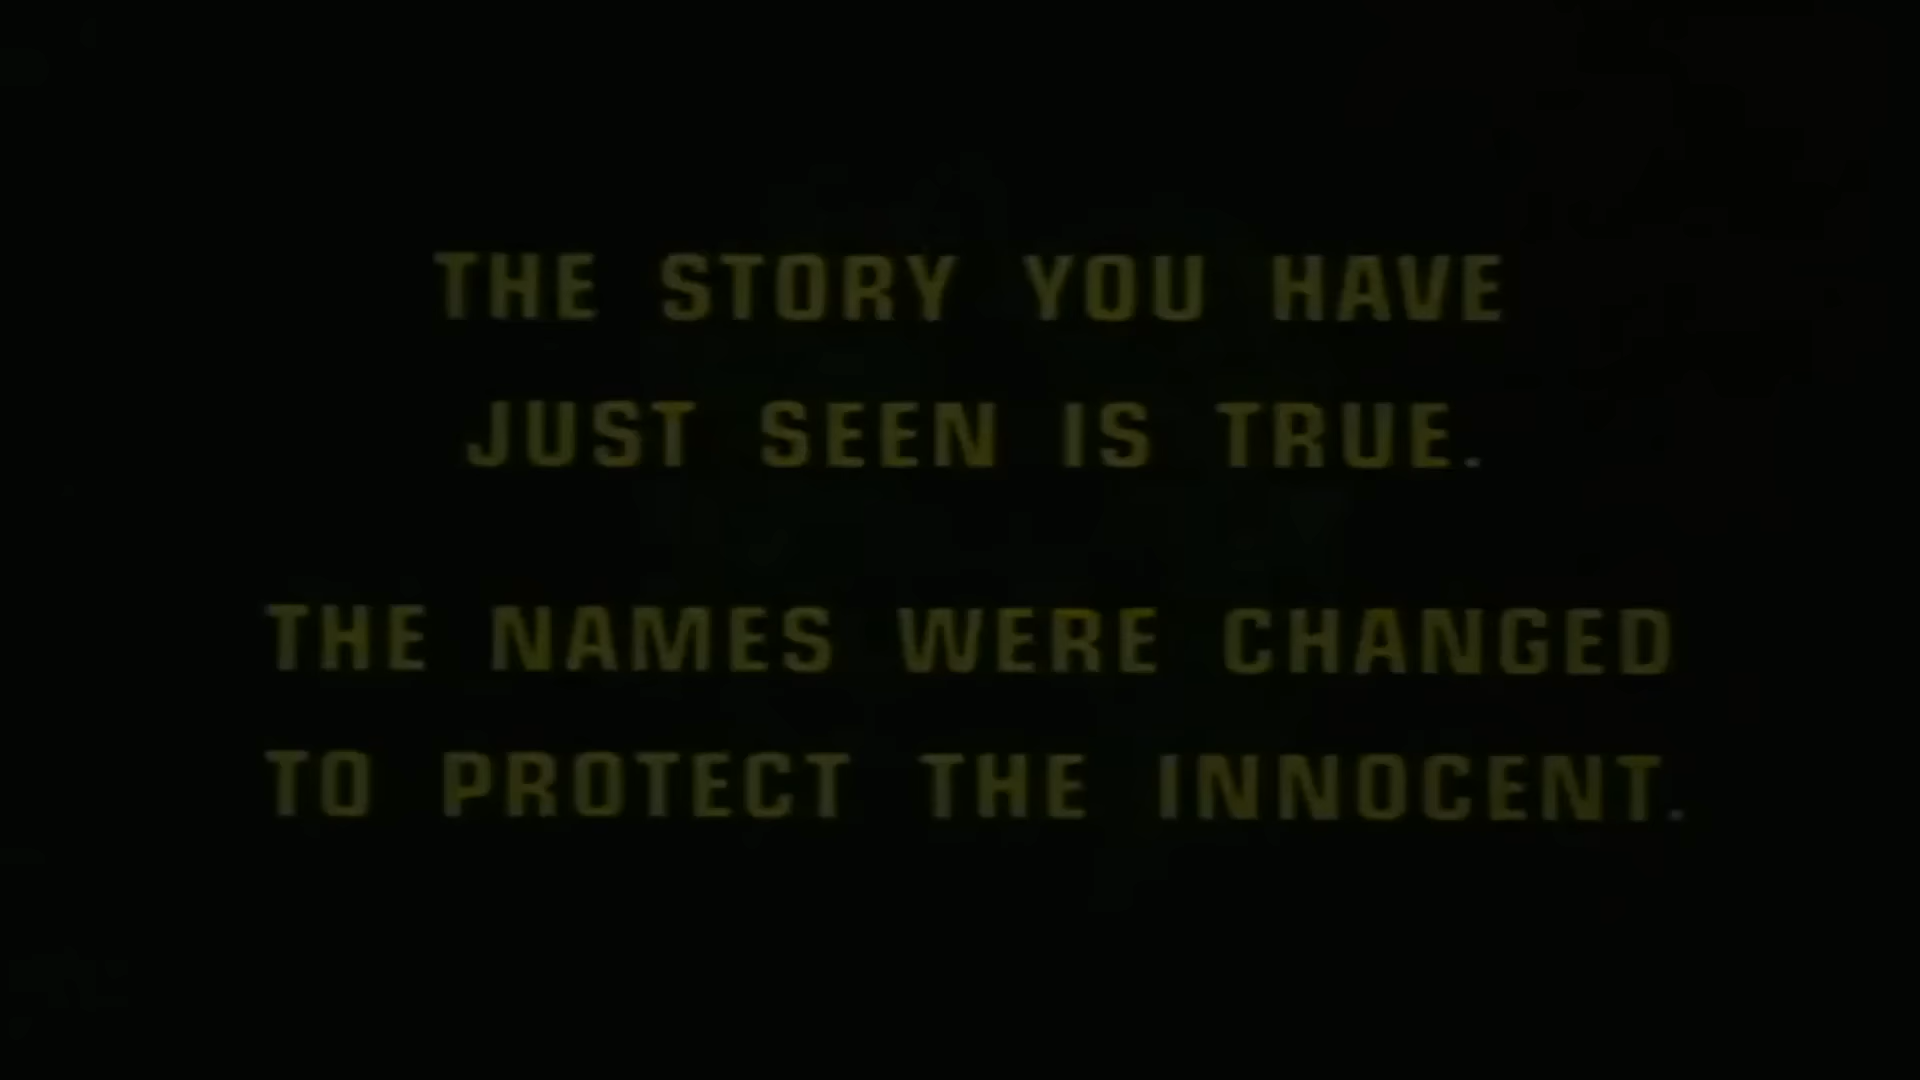 THE STORY YOU HAVE
JUST SEEN IS TRUE.
THE NAMES WERE CHANGED
TO PROTECT THE INNOCENT.